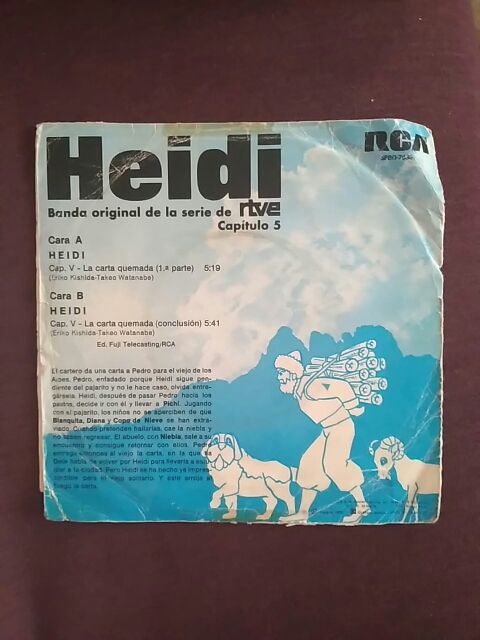 Heidi
RCA
Banda original de la serie de rtve
Capítulo 5
Cara A
HEIDI
Cap. V - La carta quemada (1.ª parte) 5:19
(Eriko Kishida-Takeo Watanabe)
Cara B
HEIDI
Cap. V - La carta quemada (conclusión) 5:41
(Eriko Kishida-Takeo Watanabe)
Ed. Fuji Telecasting/RCA
El cartero da una carta a Pedro para el viejo de los
Alpes. Pedro, enfadado porque Heidi sigue pen-
diente del pajarito y no le hace caso, olvida entre-
gársela. Heidi, después de pasar Pedro hacia los
pastos, decide ir con él y llevar a Pichi. Jugando
con el pajarito, los niños no se aperciben de que
Blanquita, Diana y Copo de Nieve se han extra-
viado. Cuando pretenden hallarlas, cae la niebla y
no saben regresar. El abuelo, con Niebla, sale a su
encuentro y consigue retornar con ellos. Pedro
entrega entonces al viejo la carta, en la que
Dete habla de volver por Heidi para llevarla a estu-
diar a la ciudad. Pero Heidi se ha hecho ya impres-
cindible para el viejo solitario. Y éste arroja al
fuego la carta.